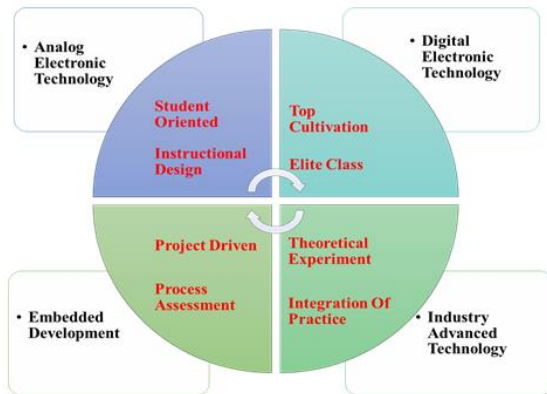 • Analog
Electronic
Technology
• Digital
Electronic
Technology
Student
Oriented
Instructional
Design
Top
Cultivation
Elite Class
Project Driven
Process
Assessment
Theoretical
Experiment
Integration Of
Practice
• Embedded
Development
• Industry
Advanced
Technology